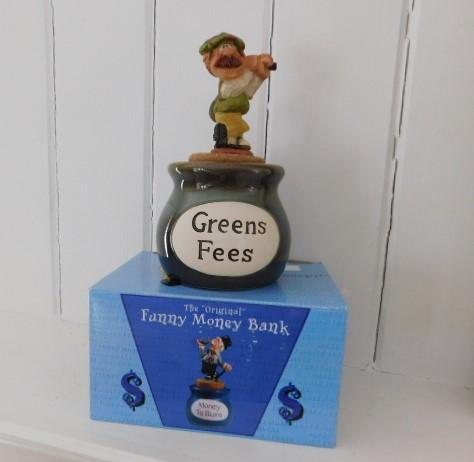 Greens
Fees
The "Original"
Funny Money Bank
$ $
Money
To Burn